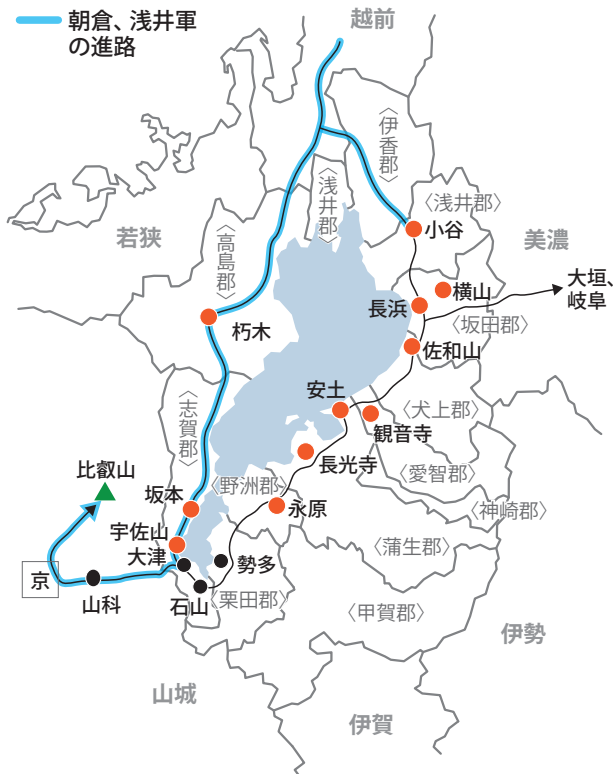 朝倉、浅井軍
の進路
越前
〈伊香郡〉
〈浅井郡〉
〈浅井郡〉
小谷
若狭
〈高島郡〉
美濃
大垣、
岐阜
横山
長浜
〈坂田郡〉
朽木
佐和山
安土
〈犬上郡〉
〈志賀郡〉
観音寺
長光寺
〈愛智郡〉
比叡山
〈野洲郡〉
坂本
永原
〈神崎郡〉
宇佐山
大津
〈蒲生郡〉
勢多
京
山科
石山
〈栗田郡〉
〈甲賀郡〉
伊勢
山城
伊賀